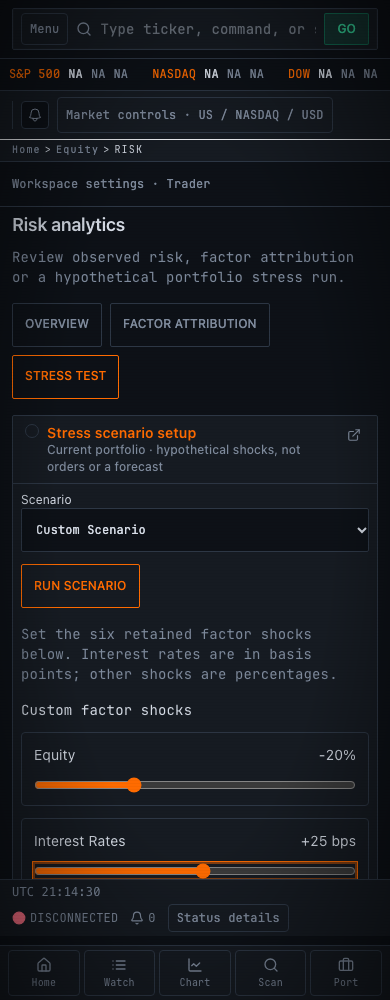 Menu Type ticker, command, or GO
S&P 500 NA NA NA NASDAQ NA NA NA DOW NA NA NA
Market controls · US / NASDAQ / USD
Home > Equity > RISK
Workspace settings · Trader
Risk analytics
Review observed risk, factor attribution
or a hypothetical portfolio stress run.
OVERVIEW FACTOR ATTRIBUTION
STRESS TEST
Stress scenario setup
Current portfolio · hypothetical shocks, not
orders or a forecast
Scenario
Custom Scenario
RUN SCENARIO
Set the six retained factor shocks
below. Interest rates are in basis
points; other shocks are percentages.
Custom factor shocks
Equity -20%
Interest Rates +25 bps
UTC 21:14:30
DISCONNECTED 0 Status details
Home Watch Chart Scan Port